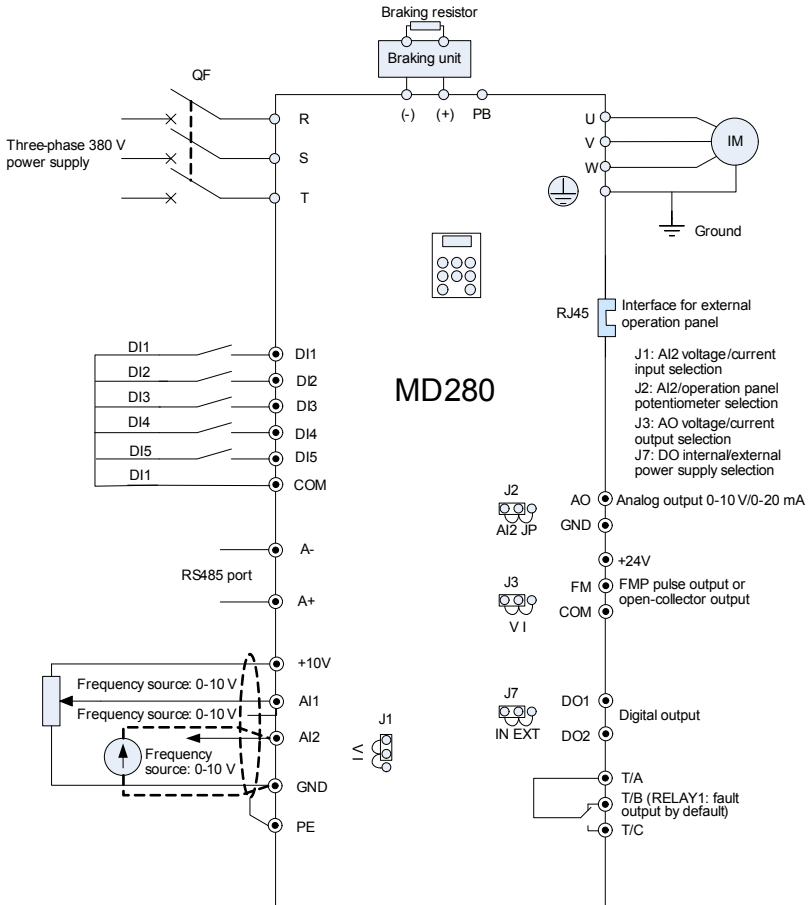 Braking resistor
Braking unit
QF
(-) (+) PB
R
S
T
Three-phase 380 V
power supply
U
V
W
IM
Ground
RJ45
Interface for external
operation panel
J1: AI2 voltage/current
input selection
J2: AI2/operation panel
potentiometer selection
J3: AO voltage/current
output selection
J7: DO internal/external
power supply selection
MD280
DI1
DI2
DI3
DI4
DI5
DI1
DI1
DI2
DI3
DI4
DI5
COM
A-
RS485 port
A+
+10V
Frequency source: 0-10 V
AI1
Frequency source: 0-10 V
AI2
Frequency
source: 0-10 V
GND
PE
J1
V I
J2
AI2 JP
J3
V I
J7
IN EXT
AO
Analog output 0-10 V/0-20 mA
GND
+24V
FM
FMP pulse output or
open-collector output
COM
DO1
Digital output
DO2
T/A
T/B (RELAY1: fault
output by default)
T/C